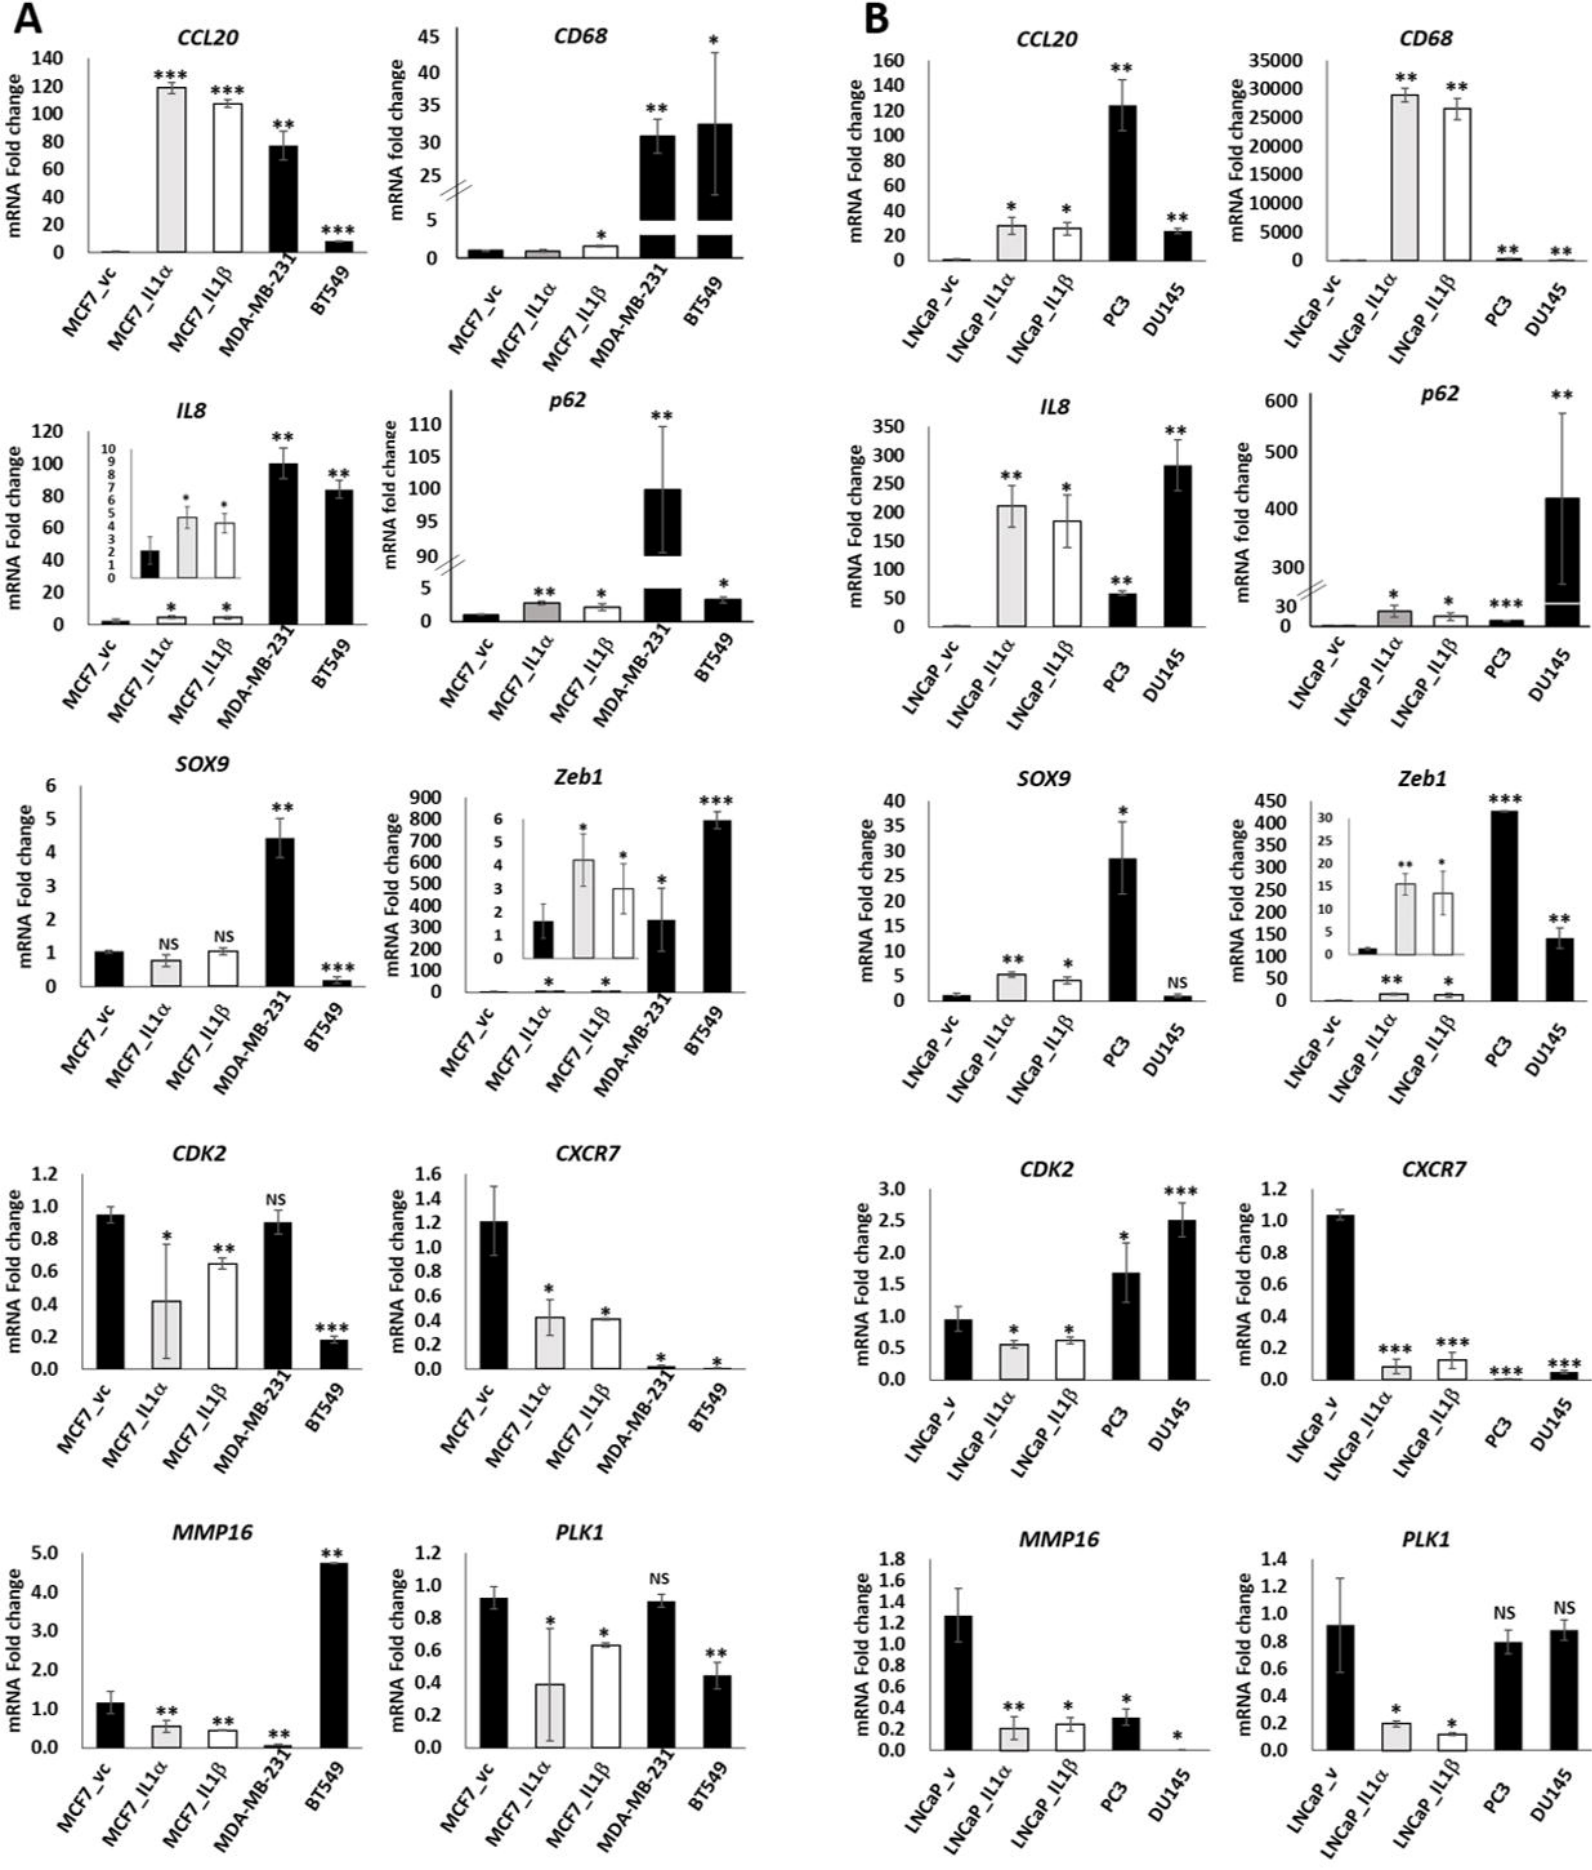 A
CCL20
mRNA Fold change
140
120
100
80
60
40
20
0
***
***
**
***
MCF7_vc
MCF7_IL1α
MCF7_IL1β
MDA-MB-231
BT549
CD68
mRNA fold change
45
40
35
30
25
5
0
*
**
*
MCF7_vc
MCF7_IL1α
MCF7_IL1β
MDA-MB-231
BT549
IL8
mRNA Fold change
120
100
80
60
40
20
0
10
9
8
7
6
5
4
3
2
1
0
*
*
*
*
**
**
MCF7_vc
MCF7_IL1α
MCF7_IL1β
MDA-MB-231
BT549
p62
mRNA fold change
110
105
100
95
90
5
0
**
*
**
*
MCF7_vc
MCF7_IL1α
MCF7_IL1β
MDA-MB-231
BT549
SOX9
mRNA Fold change
6
5
4
3
2
1
0
NS
NS
**
***
MCF7_vc
MCF7_IL1α
MCF7_IL1β
MDA-MB-231
BT549
Zeb1
mRNA Fold change
900
800
700
600
500
400
300
200
100
0
6
5
4
3
2
1
0
*
*
*
*
*
***
MCF7_vc
MCF7_IL1α
MCF7_IL1β
MDA-MB-231
BT549
CDK2
mRNA Fold change
1.2
1.0
0.8
0.6
0.4
0.2
0.0
*
**
NS
***
MCF7_vc
MCF7_IL1α
MCF7_IL1β
MDA-MB-231
BT549
CXCR7
mRNA Fold change
1.6
1.4
1.2
1.0
0.8
0.6
0.4
0.2
0.0
*
*
*
*
MCF7_vc
MCF7_IL1α
MCF7_IL1β
MDA-MB-231
BT549
MMP16
mRNA Fold change
5.0
4.0
3.0
2.0
1.0
0.0
**
**
**
**
MCF7_vc
MCF7_IL1α
MCF7_IL1β
MDA-MB-231
BT549
PLK1
mRNA Fold change
1.2
1.0
0.8
0.6
0.4
0.2
0.0
*
*
NS
**
MCF7_vc
MCF7_IL1α
MCF7_IL1β
MDA-MB-231
BT549
B
CCL20
mRNA Fold change
160
140
120
100
80
60
40
20
0
*
*
**
**
LNCaP_vc
LNCaP_IL1α
LNCaP_IL1β
PC3
DU145
CD68
mRNA Fold change
35000
30000
25000
20000
15000
10000
5000
0
**
**
**
**
LNCaP_vc
LNCaP_IL1α
LNCaP_IL1β
PC3
DU145
IL8
mRNA Fold change
350
300
250
200
150
100
50
0
**
*
**
**
LNCaP_vc
LNCaP_IL1α
LNCaP_IL1β
PC3
DU145
p62
mRNA fold change
600
500
400
300
30
0
*
*
***
**
LNCaP_vc
LNCaP_IL1α
LNCaP_IL1β
PC3
DU145
SOX9
mRNA Fold change
40
35
30
25
20
15
10
5
0
**
*
*
NS
LNCaP_vc
LNCaP_IL1α
LNCaP_IL1β
PC3
DU145
Zeb1
mRNA Fold change
450
400
350
300
250
200
150
100
50
0
30
25
20
15
10
5
0
**
*
**
*
***
**
LNCaP_vc
LNCaP_IL1α
LNCaP_IL1β
PC3
DU145
CDK2
mRNA Fold change
3.0
2.5
2.0
1.5
1.0
0.5
0.0
*
*
*
***
LNCaP_v
LNCaP_IL1α
LNCaP_IL1β
PC3
DU145
CXCR7
mRNA Fold change
1.2
1.0
0.8
0.6
0.4
0.2
0.0
***
***
***
***
LNCaP_v
LNCaP_IL1α
LNCaP_IL1β
PC3
DU145
MMP16
mRNA Fold change
1.8
1.6
1.4
1.2
1.0
0.8
0.6
0.4
0.2
0.0
**
*
*
*
LNCaP_v
LNCaP_IL1α
LNCaP_IL1β
PC3
DU145
PLK1
mRNA Fold change
1.4
1.2
1.0
0.8
0.6
0.4
0.2
0.0
*
*
NS
NS
LNCaP_v
LNCaP_IL1α
LNCaP_IL1β
PC3
DU145